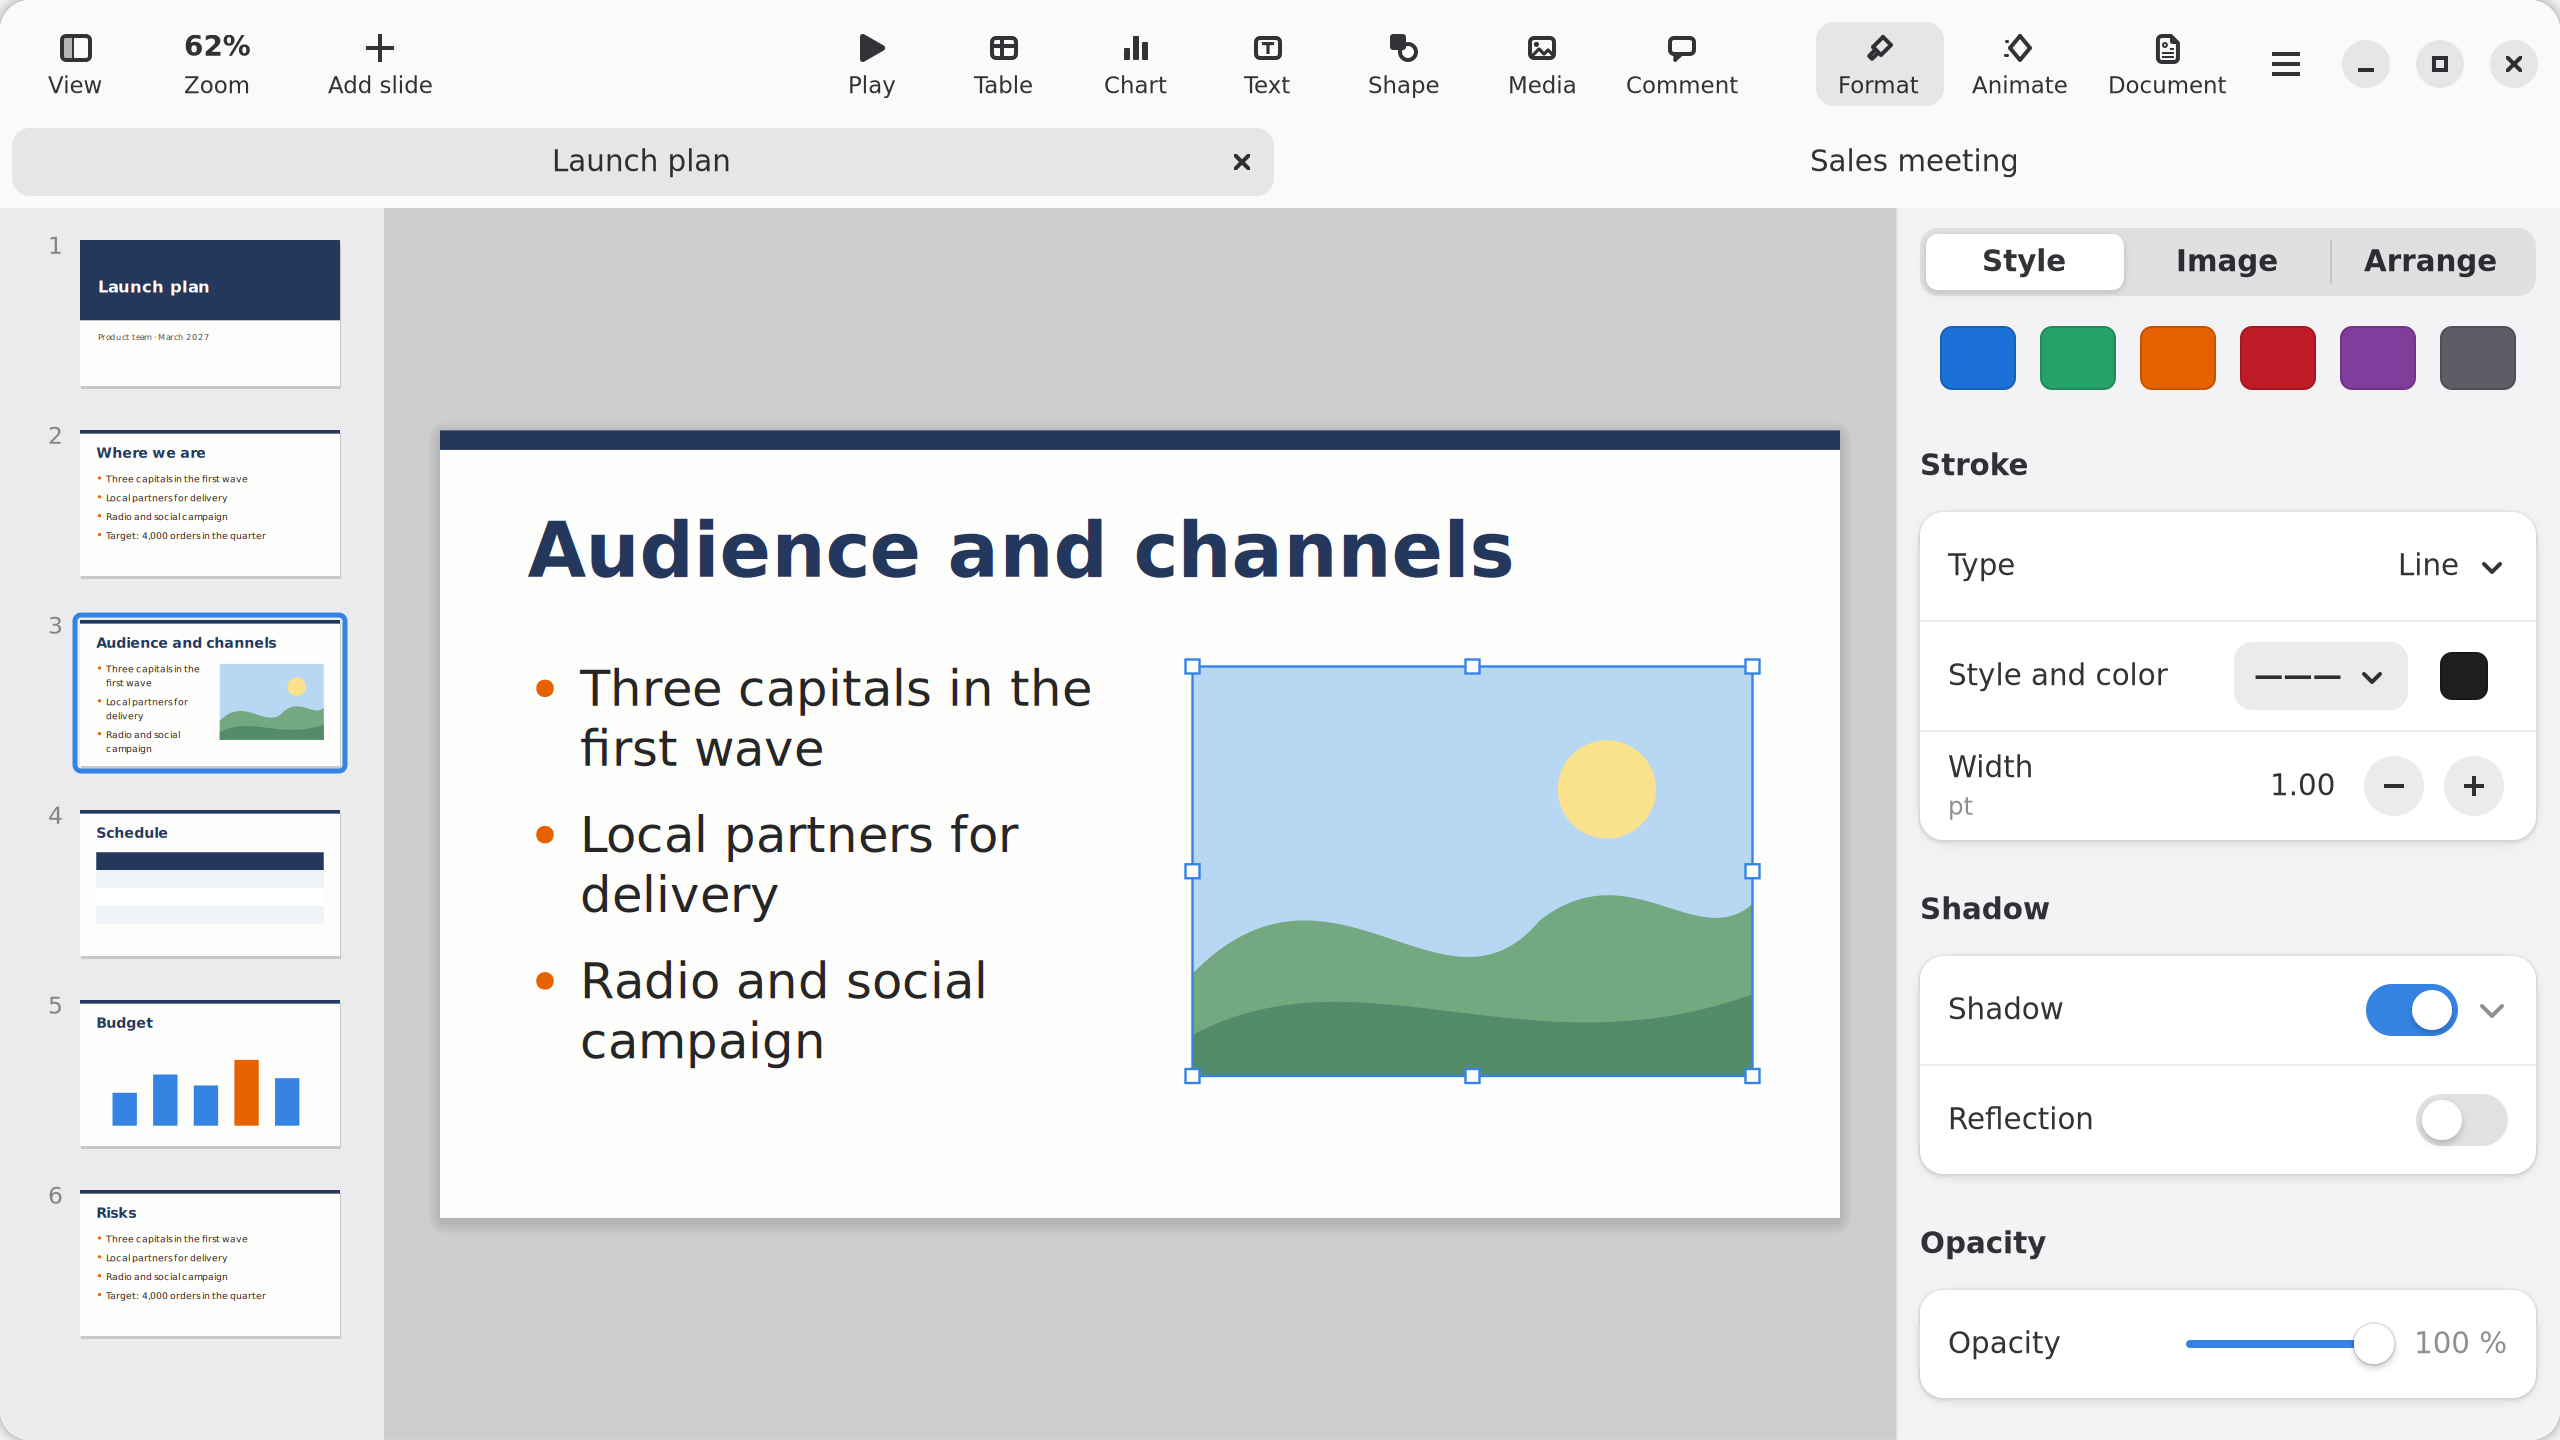 View
62%
Zoom
Add slide
Play
Table
Chart
Text
Shape
Media
Comment
Format
Animate
Document
Launch plan
Sales meeting
1
Launch plan
Product team · March 2027
2
Where we are
• Three capitals in the first wave
• Local partners for delivery
• Radio and social campaign
• Target: 4,000 orders in the quarter
3
Audience and channels
• Three capitals in the
first wave
• Local partners for
delivery
• Radio and social
campaign
4
Schedule
5
Budget
6
Risks
• Three capitals in the first wave
• Local partners for delivery
• Radio and social campaign
• Target: 4,000 orders in the quarter
Audience and channels
• Three capitals in the
first wave
• Local partners for
delivery
• Radio and social
campaign
Style
Image
Arrange
Stroke
Type
Line
Style and color
Width
pt
1.00
Shadow
Shadow
Reflection
Opacity
Opacity
100 %